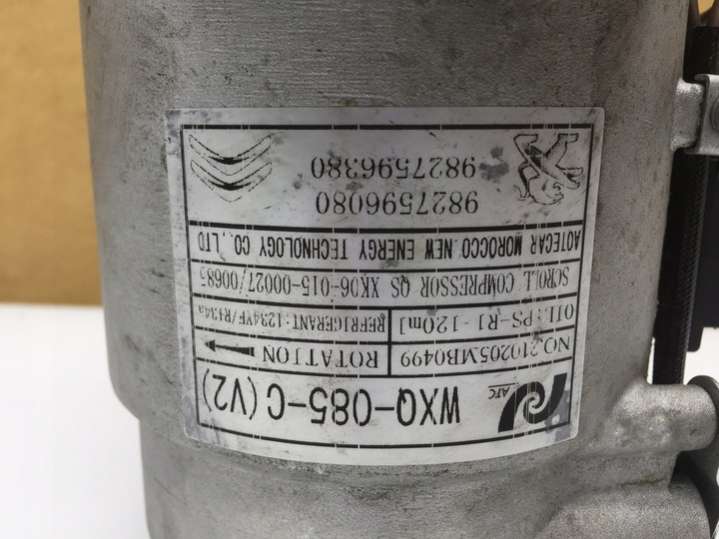 ATC
WXQ-085-C(V2)
NO.210205MB0499 ROTATION
OIL:PS-R1-120ml REFRIGERANT:1234YF/R134a
SCROLL COMPRESSOR QS XK06-015-00027/00685
AOTECAR MOROCCO NEW ENERGY TECHNOLOGY CO., LTD
9827596080
9827596380